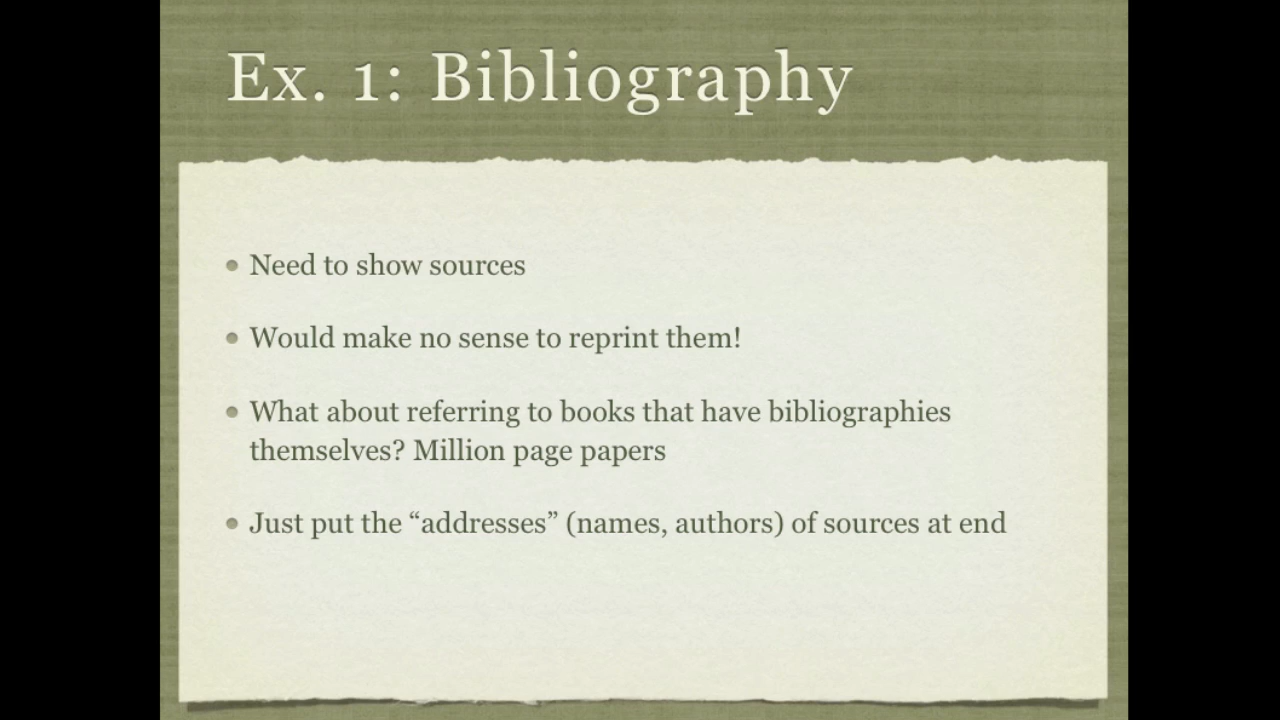 Ex. 1: Bibliography
Need to show sources
Would make no sense to reprint them!
What about referring to books that have bibliographies
themselves? Million page papers
Just put the “addresses” (names, authors) of sources at end